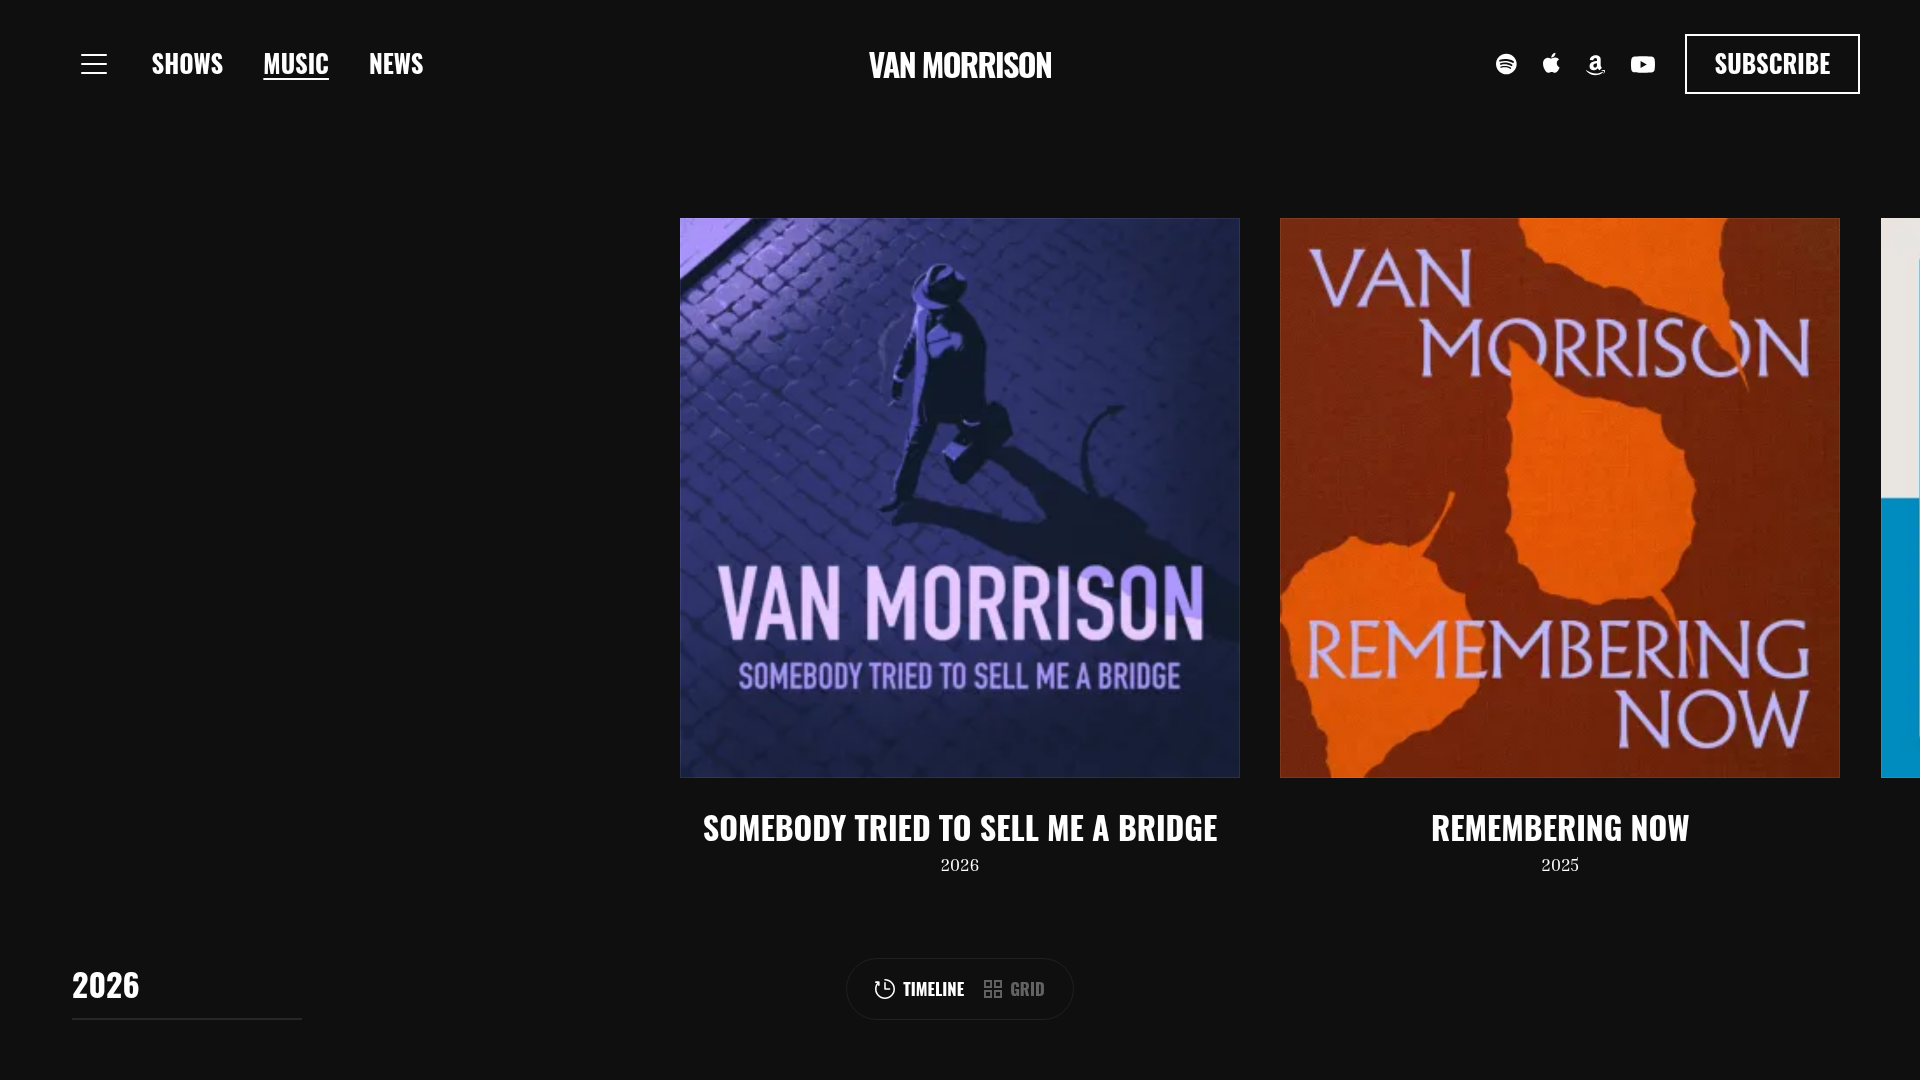 SHOWS MUSIC NEWS VAN MORRISON SUBSCRIBE
VAN MORRISON
SOMEBODY TRIED TO SELL ME A BRIDGE
VAN
MORRISON
REMEMBERING
NOW
SOMEBODY TRIED TO SELL ME A BRIDGE
2026
REMEMBERING NOW
2025
2026
TIMELINE GRID